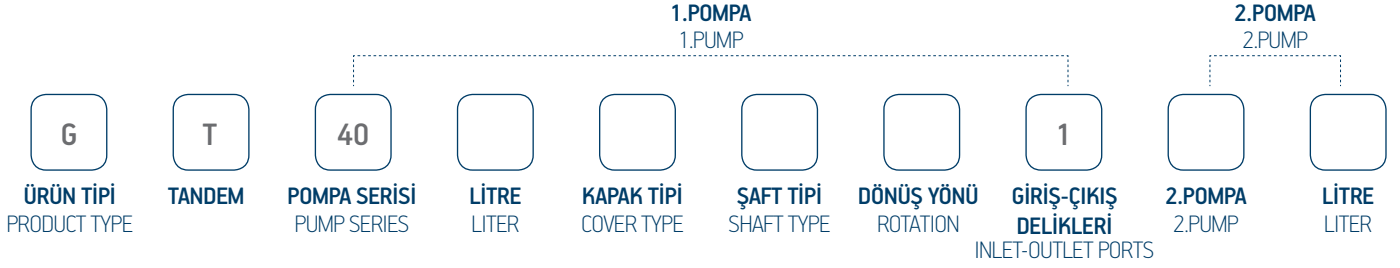 1.POMPA
1.PUMP
2.POMPA
2.PUMP
G
T
40
1
ÜRÜN TİPİ
PRODUCT TYPE
TANDEM
POMPA SERİSİ
PUMP SERIES
LİTRE
LITER
KAPAK TİPİ
COVER TYPE
ŞAFT TİPİ
SHAFT TYPE
DÖNÜŞ YÖNÜ
ROTATION
GİRİŞ-ÇIKIŞ
DELİKLERİ
INLET-OUTLET PORTS
2.POMPA
2.PUMP
LİTRE
LITER